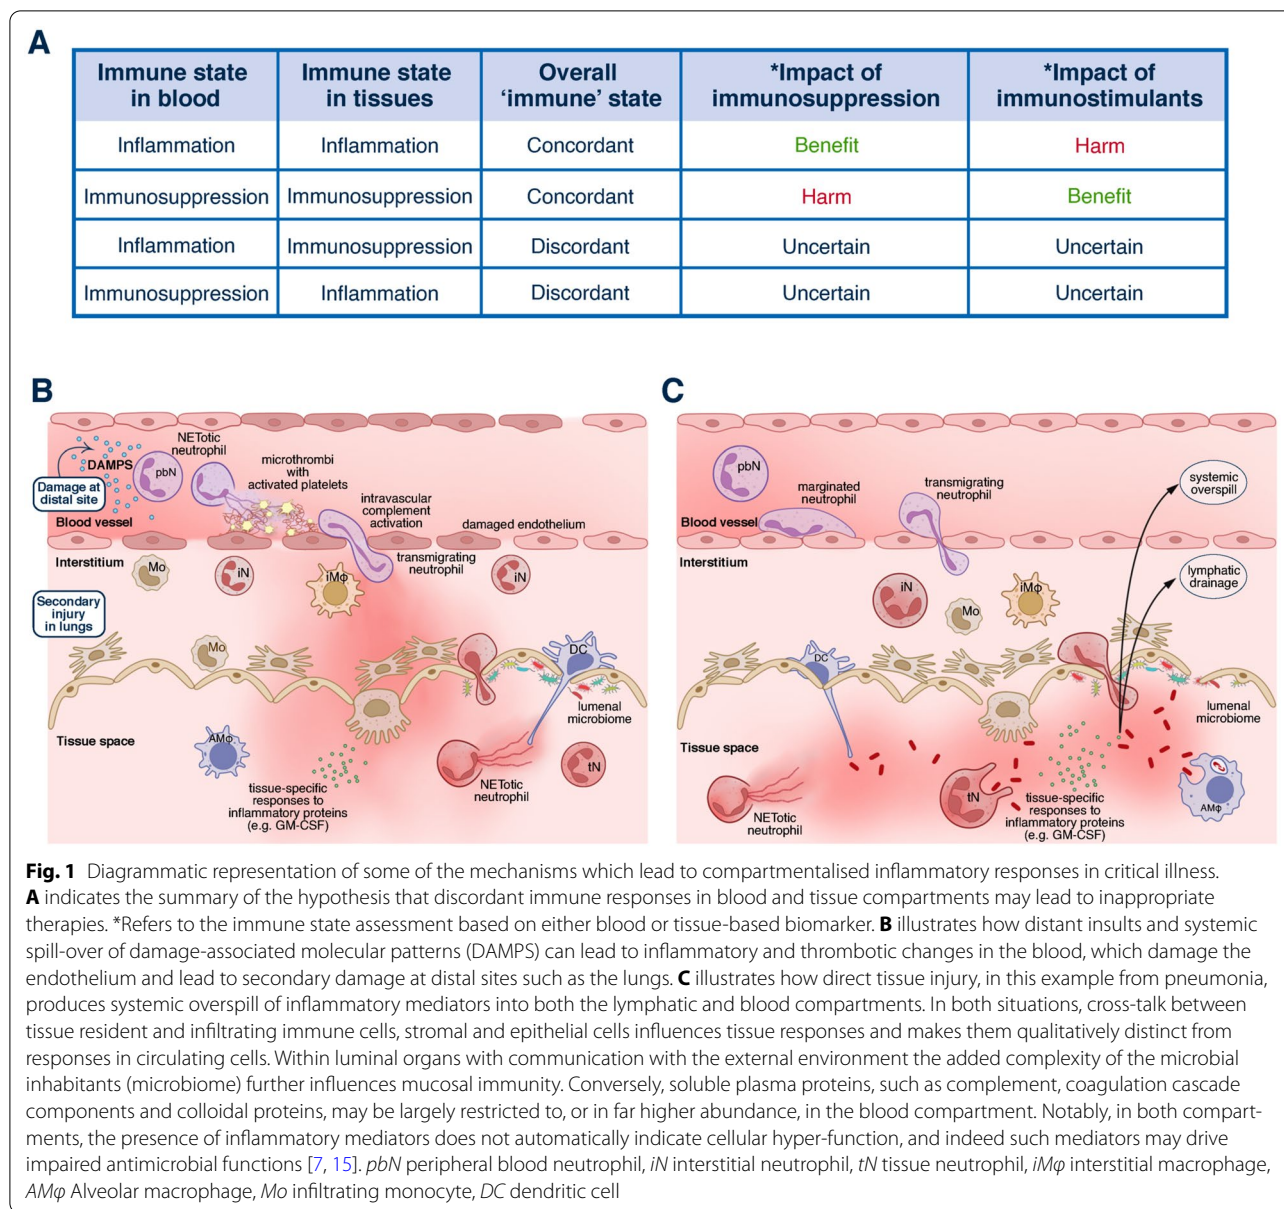 A
Immune state in blood | Immune state in tissues | Overall 'immune' state | *Impact of immunosuppression | *Impact of immunostimulants
Inflammation | Inflammation | Concordant | Benefit | Harm
Immunosuppression | Immunosuppression | Concordant | Harm | Benefit
Inflammation | Immunosuppression | Discordant | Uncertain | Uncertain
Immunosuppression | Inflammation | Discordant | Uncertain | Uncertain
B
DAMPS
Damage at
distal site
Blood vessel
pbN
NETotic
neutrophil
microthrombi
with
activated platelets
intravascular
complement
activation
damaged endothelium
transmigrating
neutrophil
Interstitium
Mo
iN
iMφ
iN
Secondary
injury
in lungs
Mo
DC
lumenal
microbiome
Tissue space
AMφ
tissue-specific
responses to
inflammatory proteins
(e.g. GM-CSF)
NETotic
neutrophil
tN
C
pbN
marginated
neutrophil
transmigrating
neutrophil
systemic
overspill
Blood vessel
Interstitium
iN
Mo
iMφ
lymphatic
drainage
DC
lumenal
microbiome
Tissue space
NETotic
neutrophil
tN
tissue-specific
responses to
inflammatory proteins
(e.g. GM-CSF)
AMφ
Fig. 1 Diagrammatic representation of some of the mechanisms which lead to compartmentalised inflammatory responses in critical illness.
A indicates the summary of the hypothesis that discordant immune responses in blood and tissue compartments may lead to inappropriate
therapies. *Refers to the immune state assessment based on either blood or tissue-based biomarker. B illustrates how distant insults and systemic
spill-over of damage-associated molecular patterns (DAMPS) can lead to inflammatory and thrombotic changes in the blood, which damage the
endothelium and lead to secondary damage at distal sites such as the lungs. C illustrates how direct tissue injury, in this example from pneumonia,
produces systemic overspill of inflammatory mediators into both the lymphatic and blood compartments. In both situations, cross-talk between
tissue resident and infiltrating immune cells, stromal and epithelial cells influences tissue responses and makes them qualitatively distinct from
responses in circulating cells. Within luminal organs with communication with the external environment the added complexity of the microbial
inhabitants (microbiome) further influences mucosal immunity. Conversely, soluble plasma proteins, such as complement, coagulation cascade
components and colloidal proteins, may be largely restricted to, or in far higher abundance, in the blood compartment. Notably, in both compart-
ments, the presence of inflammatory mediators does not automatically indicate cellular hyper-function, and indeed such mediators may drive
impaired antimicrobial functions [7, 15]. pbN peripheral blood neutrophil, iN interstitial neutrophil, tN tissue neutrophil, iMφ interstitial macrophage,
AMφ Alveolar macrophage, Mo infiltrating monocyte, DC dendritic cell